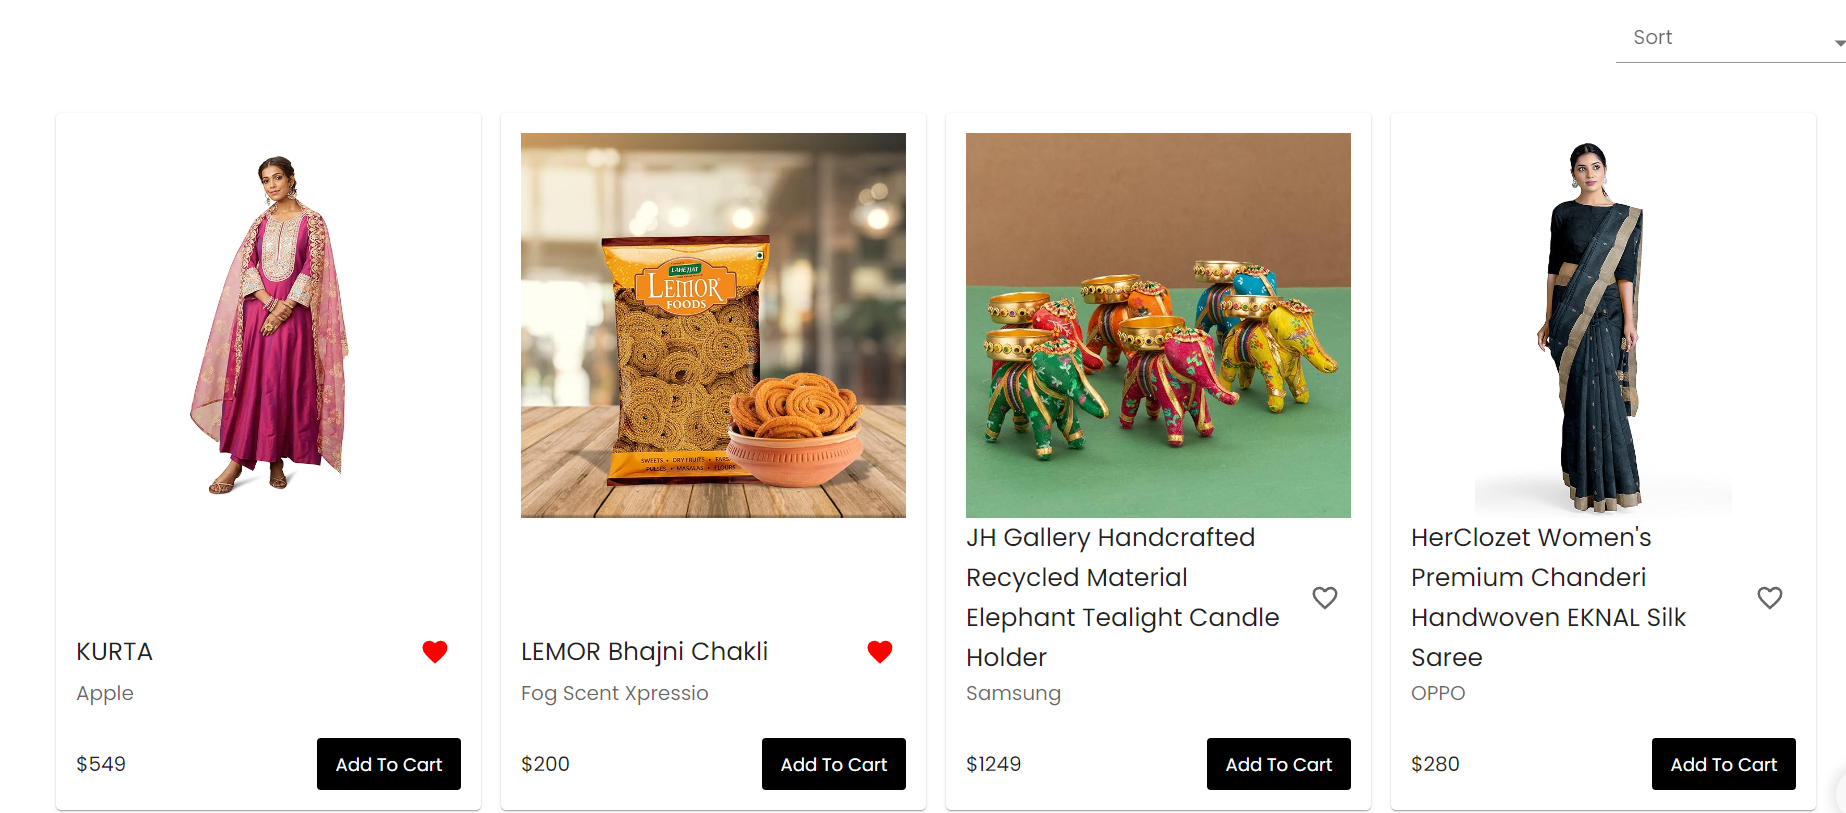 Sort
LAHEJJAT
LEMOR
FOODS
SWEETS • DRY FRUITS • FARS
PULSES • MASALAS • FLOURS
KURTA
Apple
$549
Add To Cart
LEMOR Bhajni Chakli
Fog Scent Xpressio
$200
Add To Cart
JH Gallery Handcrafted
Recycled Material
Elephant Tealight Candle
Holder
Samsung
$1249
Add To Cart
HerClozet Women's
Premium Chanderi
Handwoven EKNAL Silk
Saree
OPPO
$280
Add To Cart